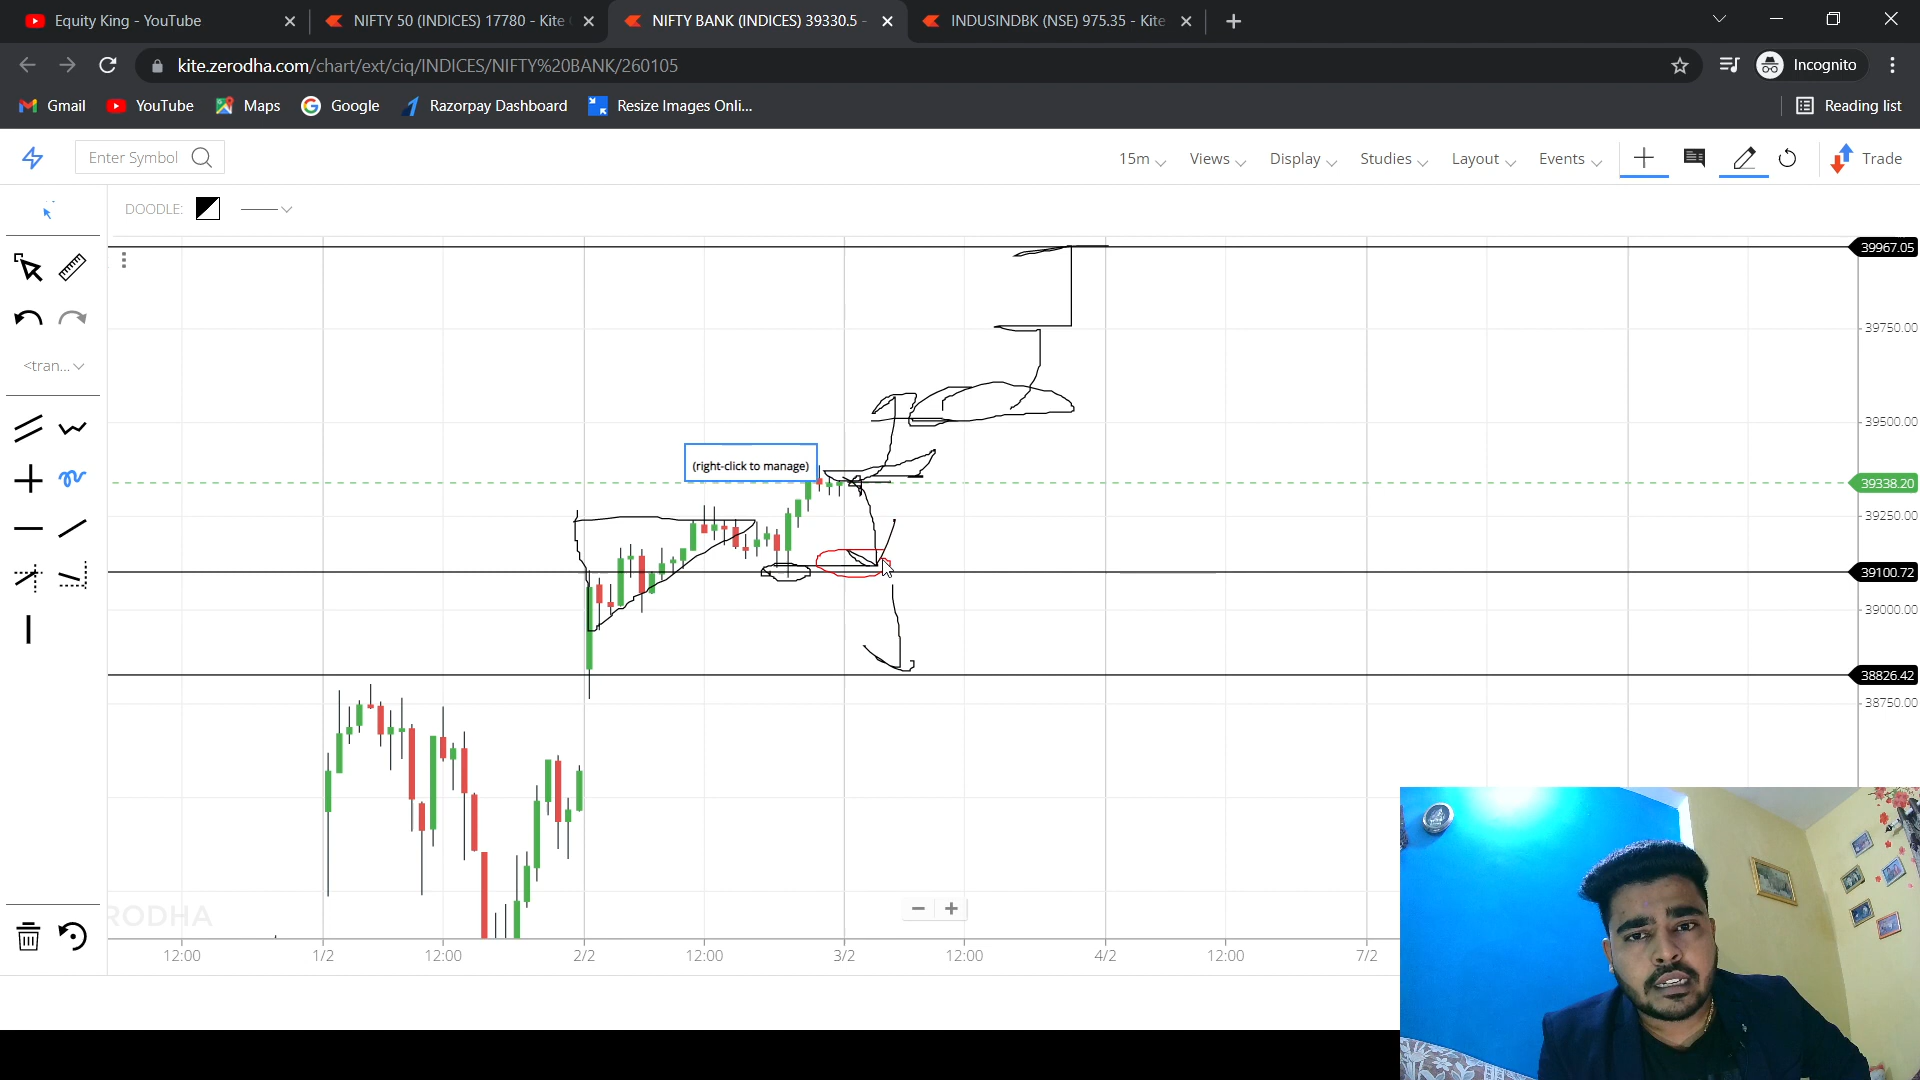 Equity King - YouTube
NIFTY 50 (INDICES) 17780 - Kite
NIFTY BANK (INDICES) 39330.5 -
INDUSINDBK (NSE) 975.35 - Kite
kite.zerodha.com/chart/ext/ciq/INDICES/NIFTY%20BANK/260105
Incognito
Gmail
YouTube
Maps
Google
Razorpay Dashboard
Resize Images Onli...
Reading list
Enter Symbol
15m
Views
Display
Studies
Layout
Events
Trade
DOODLE:
<tran...
(right-click to manage)
39967.05
39750.00
39500.00
39338.20
39250.00
39100.72
39000.00
38826.42
38750.00
RODHA
12:00
1/2
12:00
2/2
12:00
3/2
12:00
4/2
12:00
7/2